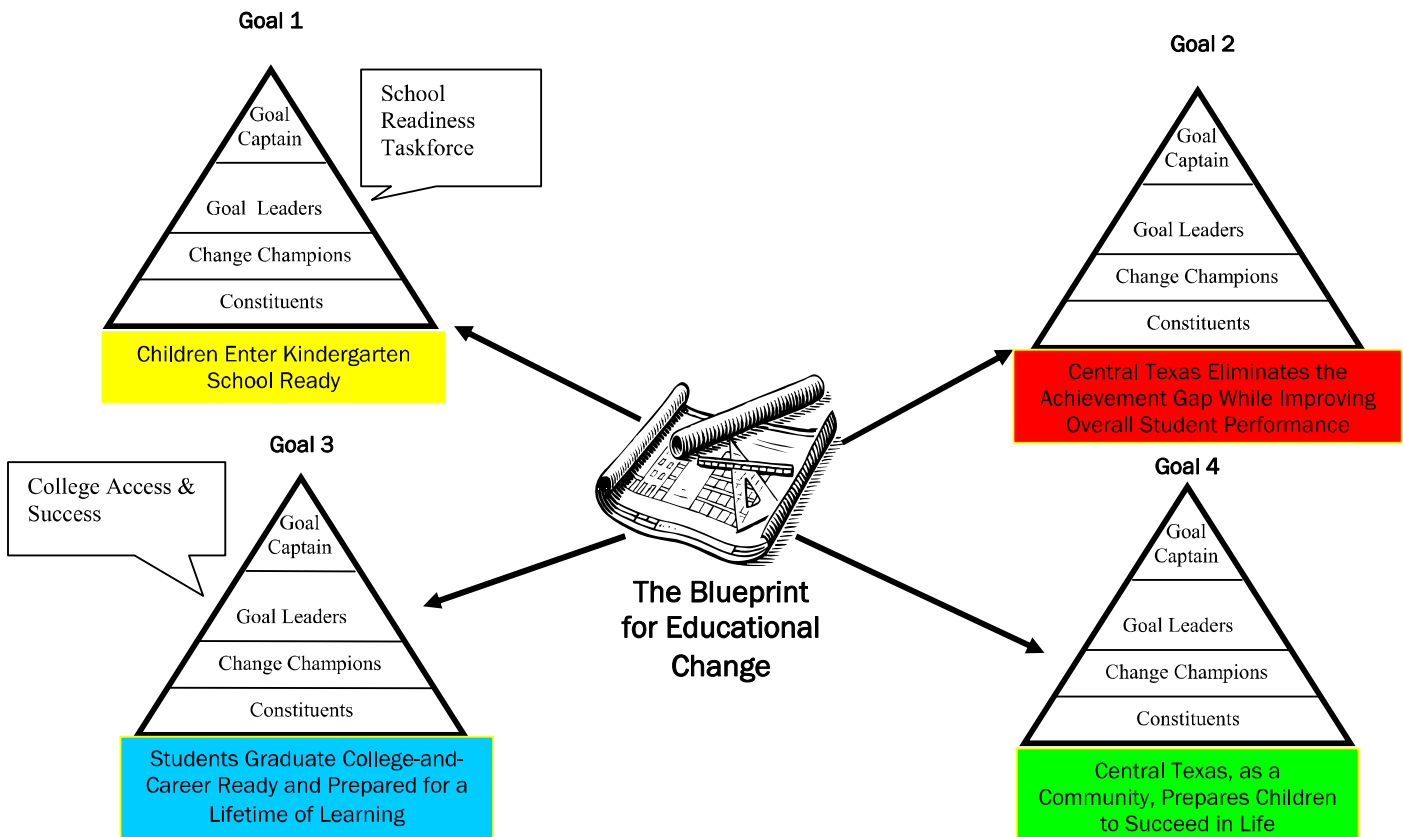 Goal 1
Goal
Captain
Goal Leaders
Change Champions
Constituents
School
Readiness
Taskforce
Children Enter Kindergarten
School Ready
Goal 2
Goal
Captain
Goal Leaders
Change Champions
Constituents
Central Texas Eliminates the
Achievement Gap While Improving
Overall Student Performance
The Blueprint
for Educational
Change
Goal 3
College Access &
Success
Goal
Captain
Goal Leaders
Change Champions
Constituents
Students Graduate College-and-
Career Ready and Prepared for a
Lifetime of Learning
Goal 4
Goal
Captain
Goal Leaders
Change Champions
Constituents
Central Texas, as a
Community, Prepares Children
to Succeed in Life